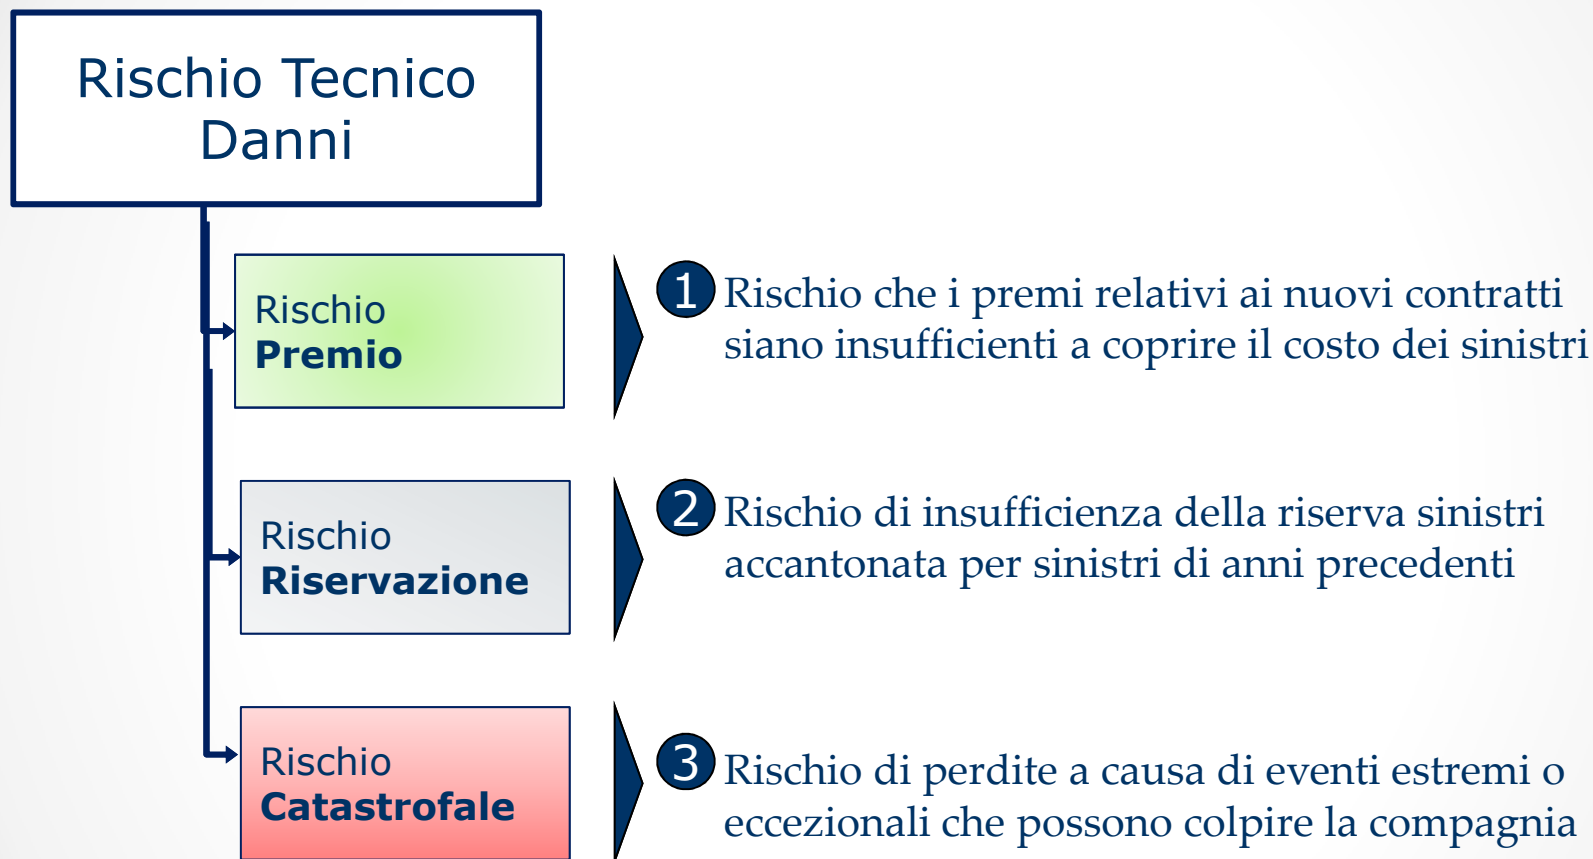 Rischio Tecnico
Danni
Rischio
Premio
1
Rischio che i premi relativi ai nuovi contratti
siano insufficienti a coprire il costo dei sinistri
Rischio
Riservazione
2
Rischio di insufficienza della riserva sinistri
accantonata per sinistri di anni precedenti
Rischio
Catastrofale
3
Rischio di perdite a causa di eventi estremi o
eccezionali che possono colpire la compagnia